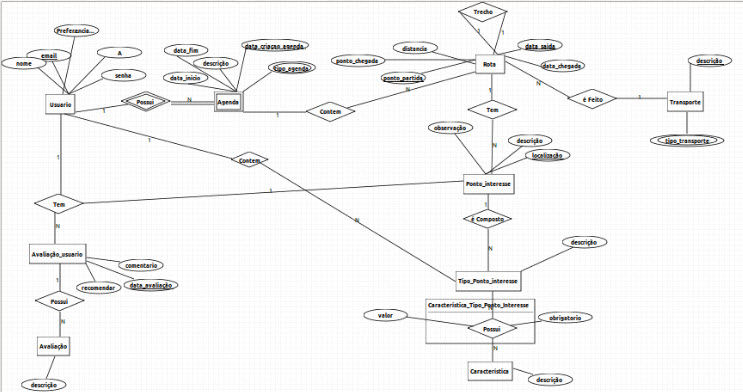 Trecho
1
1
Preferancia...
email
nome
A
senha
data_fim
data_criacao_agenda
descrição
tipo_agenda
data_inicio
distancia
data_saida
ponto_chegada
Rota
data_chegada
ponto_partida
descrição
Usuario
1
Possui
N
Agenda
1
Contem
N
1
N
é Feito
1
Transporte
Tem
observação
descrição
localização
tipo_transporte
1
1
N
Contem
Ponto_interesse
Tem
1
1
é Composto
N
N
N
descrição
Avaliação_usuario
comentario
recomendar
data_avaliação
1
Possui
N
Tipo_Ponto_interesse
Caracteristica_Tipo_Ponto_Interesse
valor
obrigatorio
Possui
N
Avaliação
descrição
Caracteristica
descrição